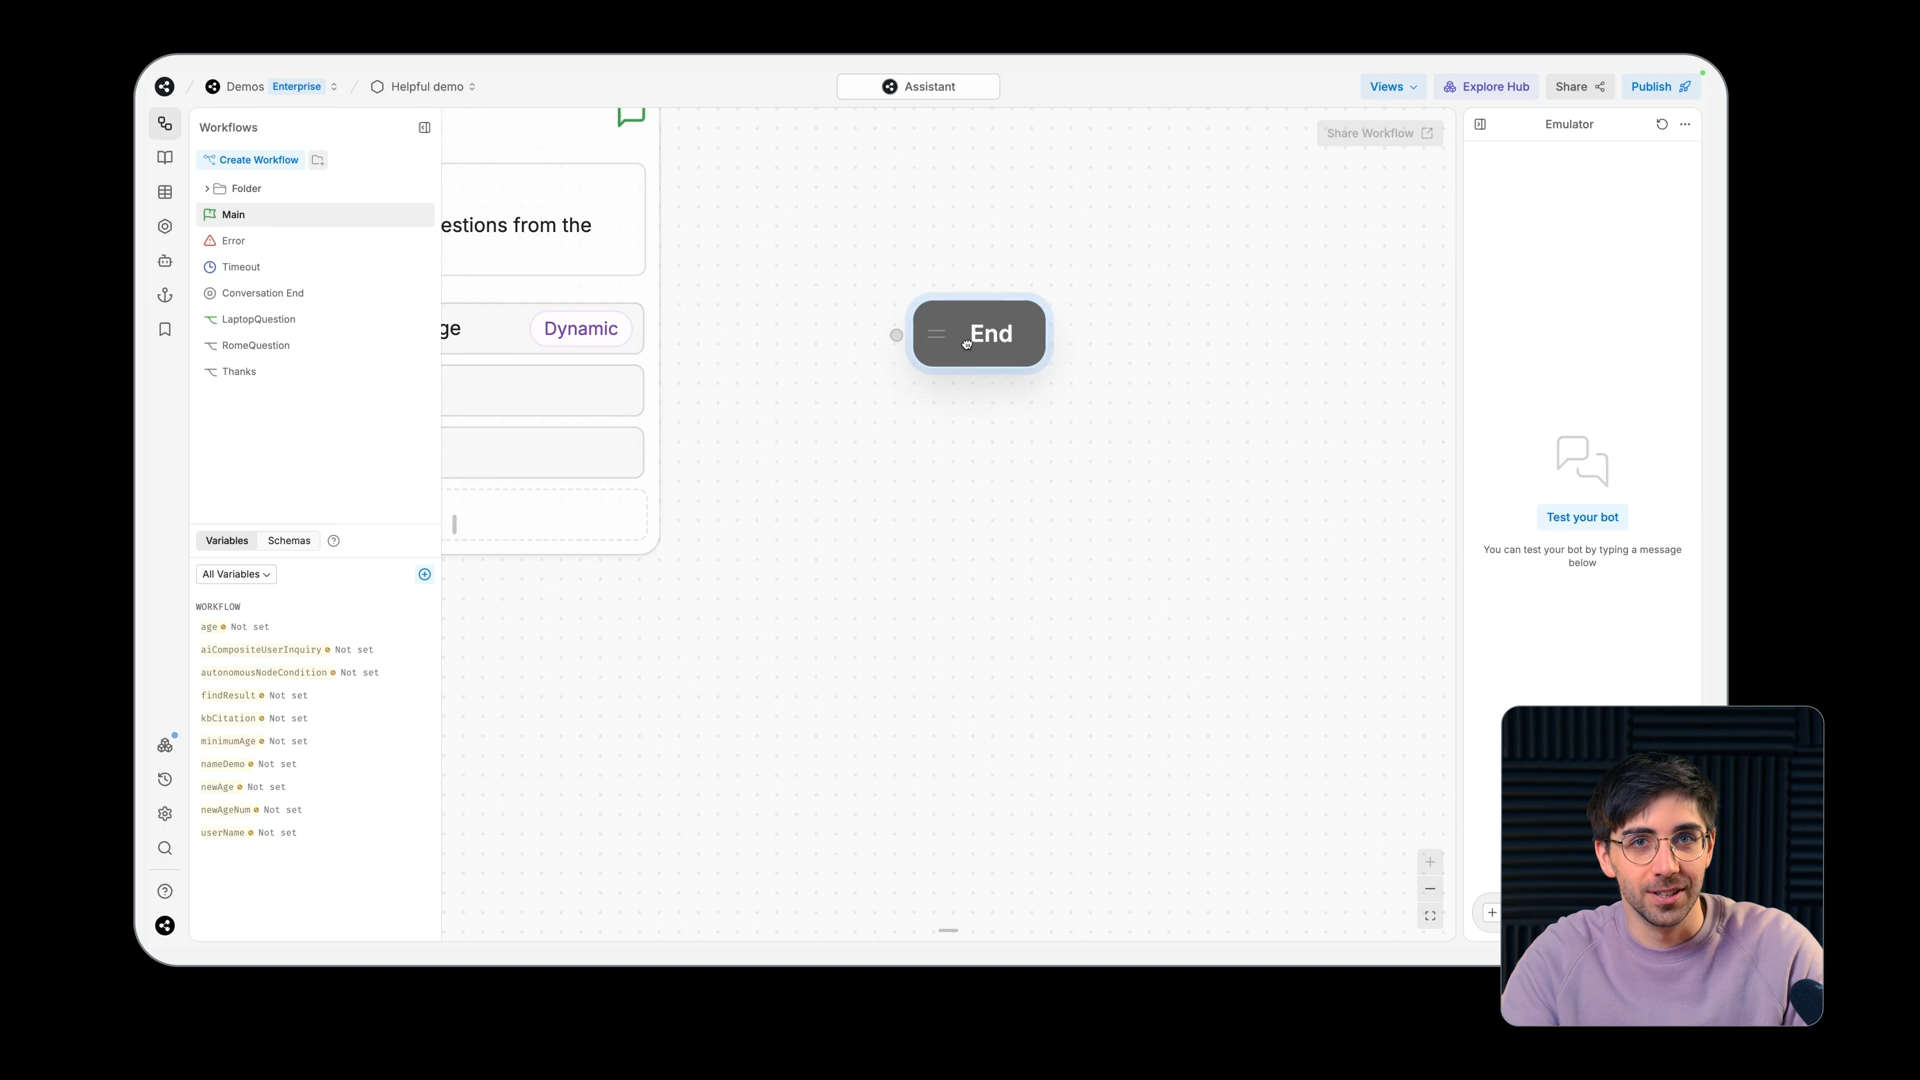 Demos Enterprise
Helpful demo
Assistant
Views
Explore Hub
Share
Publish
Workflows
Create Workflow
Folder
Main
Error
Timeout
Conversation End
LaptopQuestion
RomeQuestion
Thanks
Variables
Schemas
All Variables
WORKFLOW
age Not set
aiCompositeUserInquiry Not set
autonomousNodeCondition Not set
findResult Not set
kbCitation Not set
minimumAge Not set
nameDemo Not set
newAge Not set
newAgeNum Not set
userName Not set
estions from the
ge
Dynamic
End
Share Workflow
Emulator
Test your bot
You can test your bot by typing a message
below